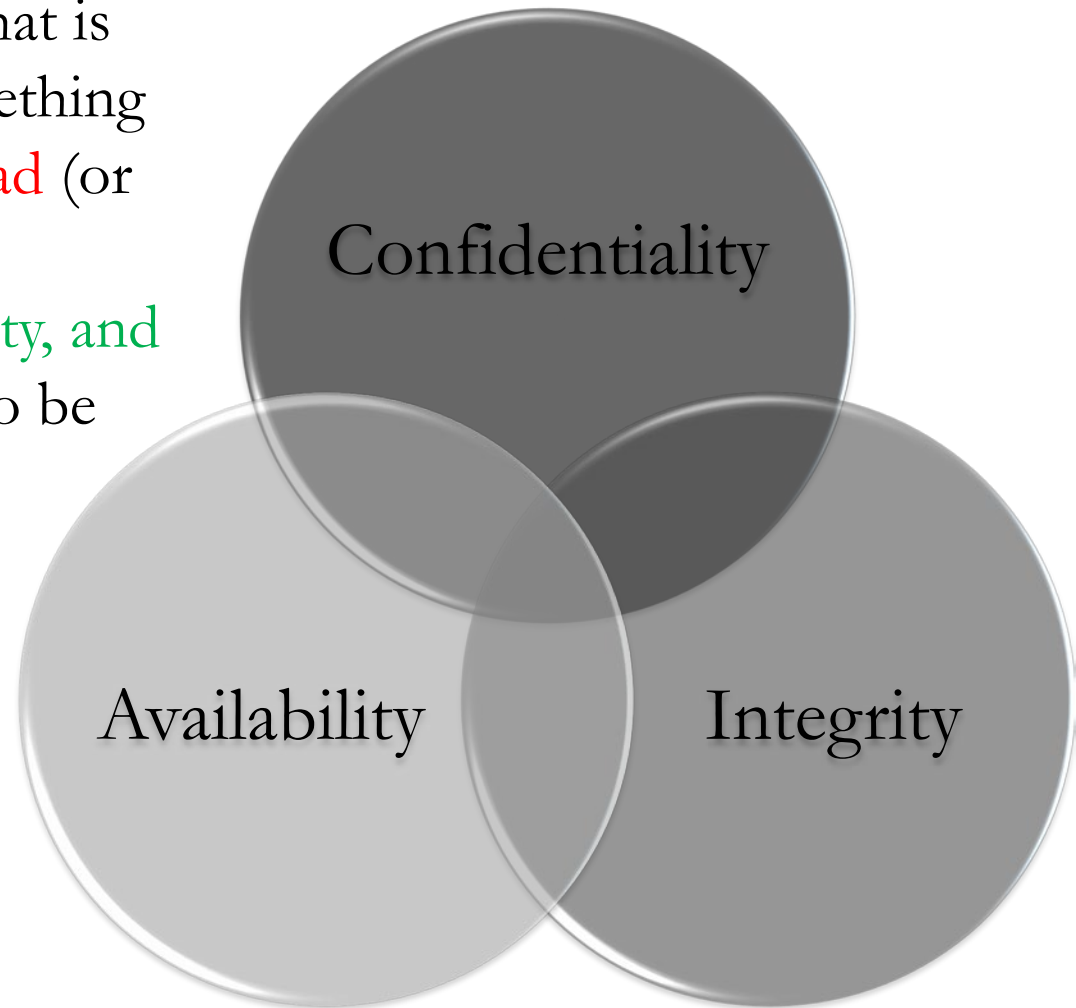 hat is
ething
ad (or
Confidentiality
ty, and
o be
Availability
Integrity